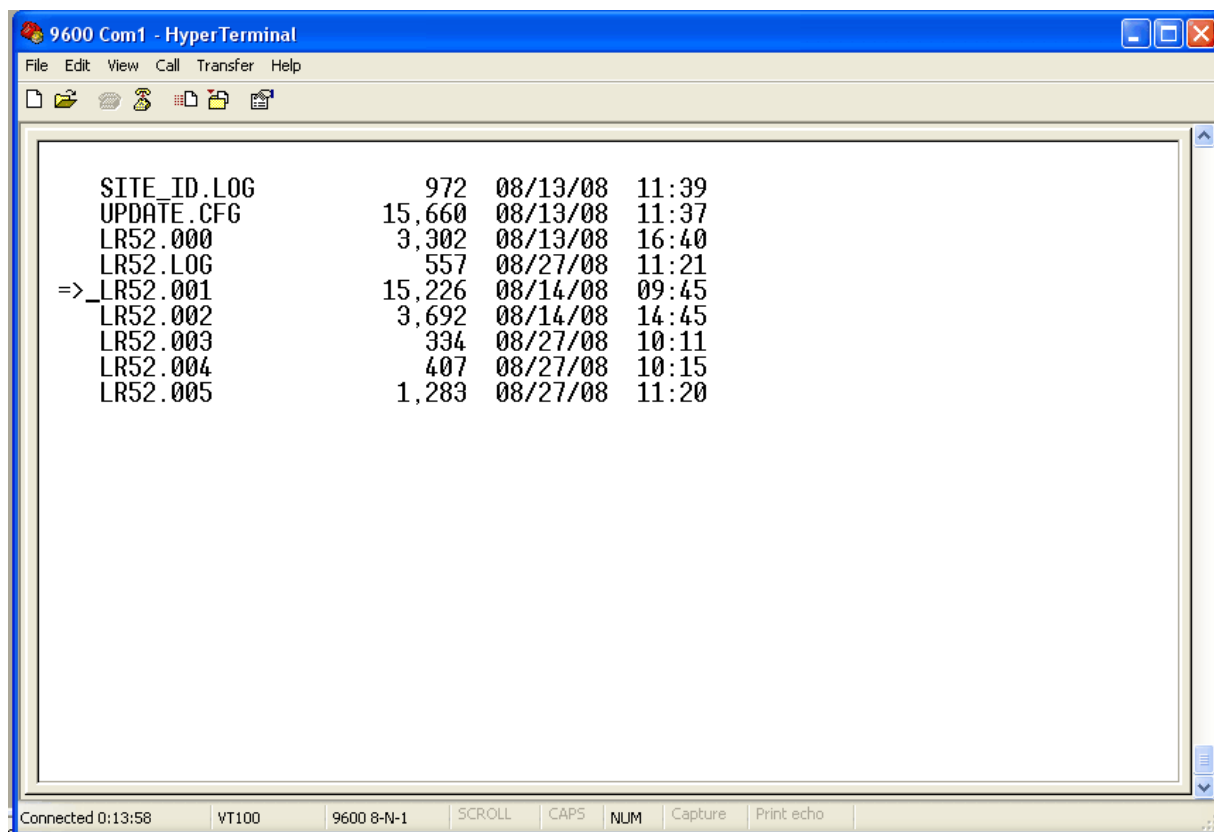 9600 Com1 - HyperTerminal
File Edit View Call Transfer Help
SITE_ID.LOG 972 08/13/08 11:39
UPDATE.CFG 15,660 08/13/08 11:37
LR52.000 3,302 08/13/08 16:40
LR52.LOG 557 08/27/08 11:21
=>_LR52.001 15,226 08/14/08 09:45
LR52.002 3,692 08/14/08 14:45
LR52.003 334 08/27/08 10:11
LR52.004 407 08/27/08 10:15
LR52.005 1,283 08/27/08 11:20
Connected 0:13:58 VT100 9600 8-N-1 SCROLL CAPS NUM Capture Print echo